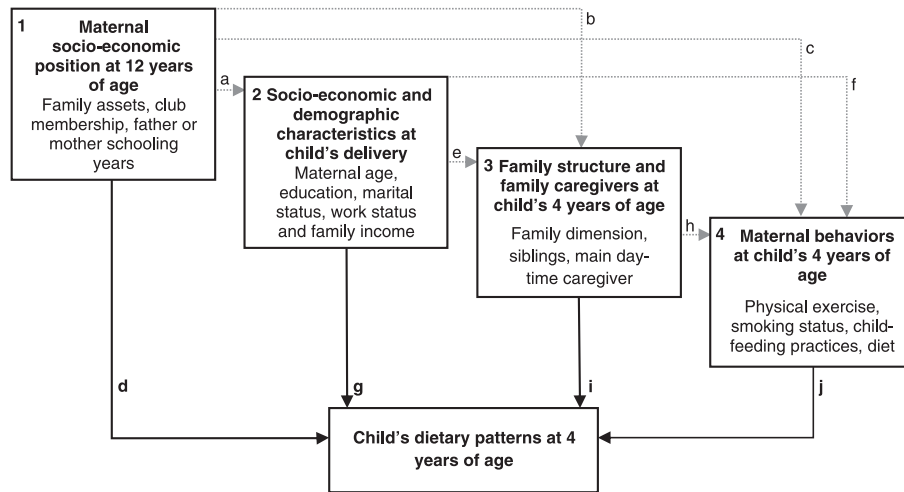 1 Maternal
socio-economic
position at 12 years
of age
Family assets, club
membership, father or
mother schooling
years
a
b
c
2 Socio-economic and
demographic
characteristics at
child's delivery
Maternal age,
education, marital
status, work status
and family income
e
f
3 Family structure and
family caregivers at
child's 4 years of age
Family dimension,
siblings, main day-
time caregiver
h
4 Maternal behaviors
at child's 4 years of
age
Physical exercise,
smoking status, child-
feeding practices, diet
d
g
i
j
Child's dietary patterns at 4
years of age